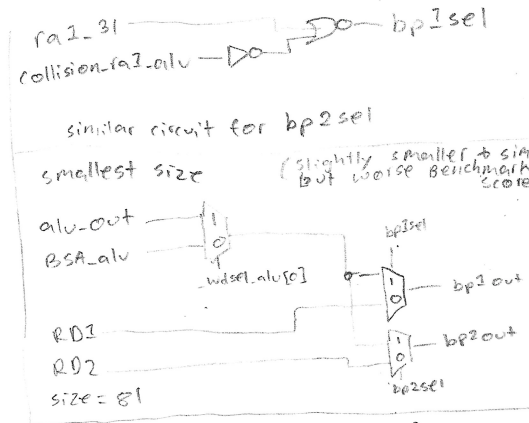 ra1_31
bp1sel
collision_ra1_alu
similar circuit for bp2sel
smallest size
(slightly smaller &
but worse Benchmark
score
alu_out
1
0
BSA_alu
wdsel_alu[0]
bp1sel
1
0
bp1out
RD1
RD2
1
0
bp2out
bp2sel
size = 81